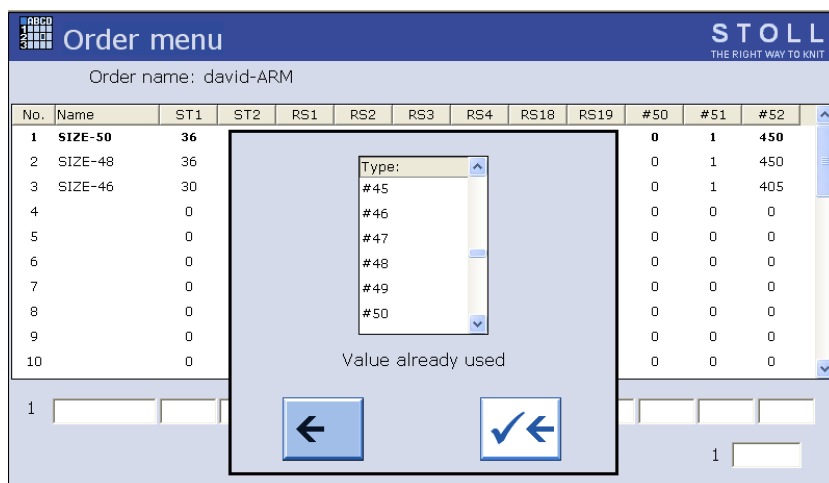 ABCD
1
2
3
Order menu
STOLL
THE RIGHT WAY TO KNIT
Order name: david-ARM
No. Name ST1 ST2 RS1 RS2 RS3 RS4 RS18 RS19 #50 #51 #52
1 SIZE-50 36 0 1 450
2 SIZE-48 36 0 1 450
3 SIZE-46 30 0 1 405
4 0 0 0 0
5 0 0 0 0
6 0 0 0 0
7 0 0 0 0
8 0 0 0 0
9 0 0 0 0
10 0 0 0 0
Type:
#45
#46
#47
#48
#49
#50
Value already used
1
1